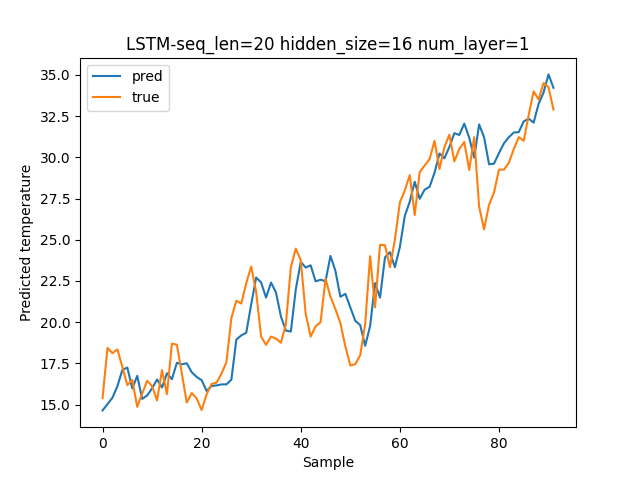 LSTM-seq_len=20 hidden_size=16 num_layer=1
pred
true
Predicted temperature
35.0
32.5
30.0
27.5
25.0
22.5
20.0
17.5
15.0
0 20 40 60 80
Sample